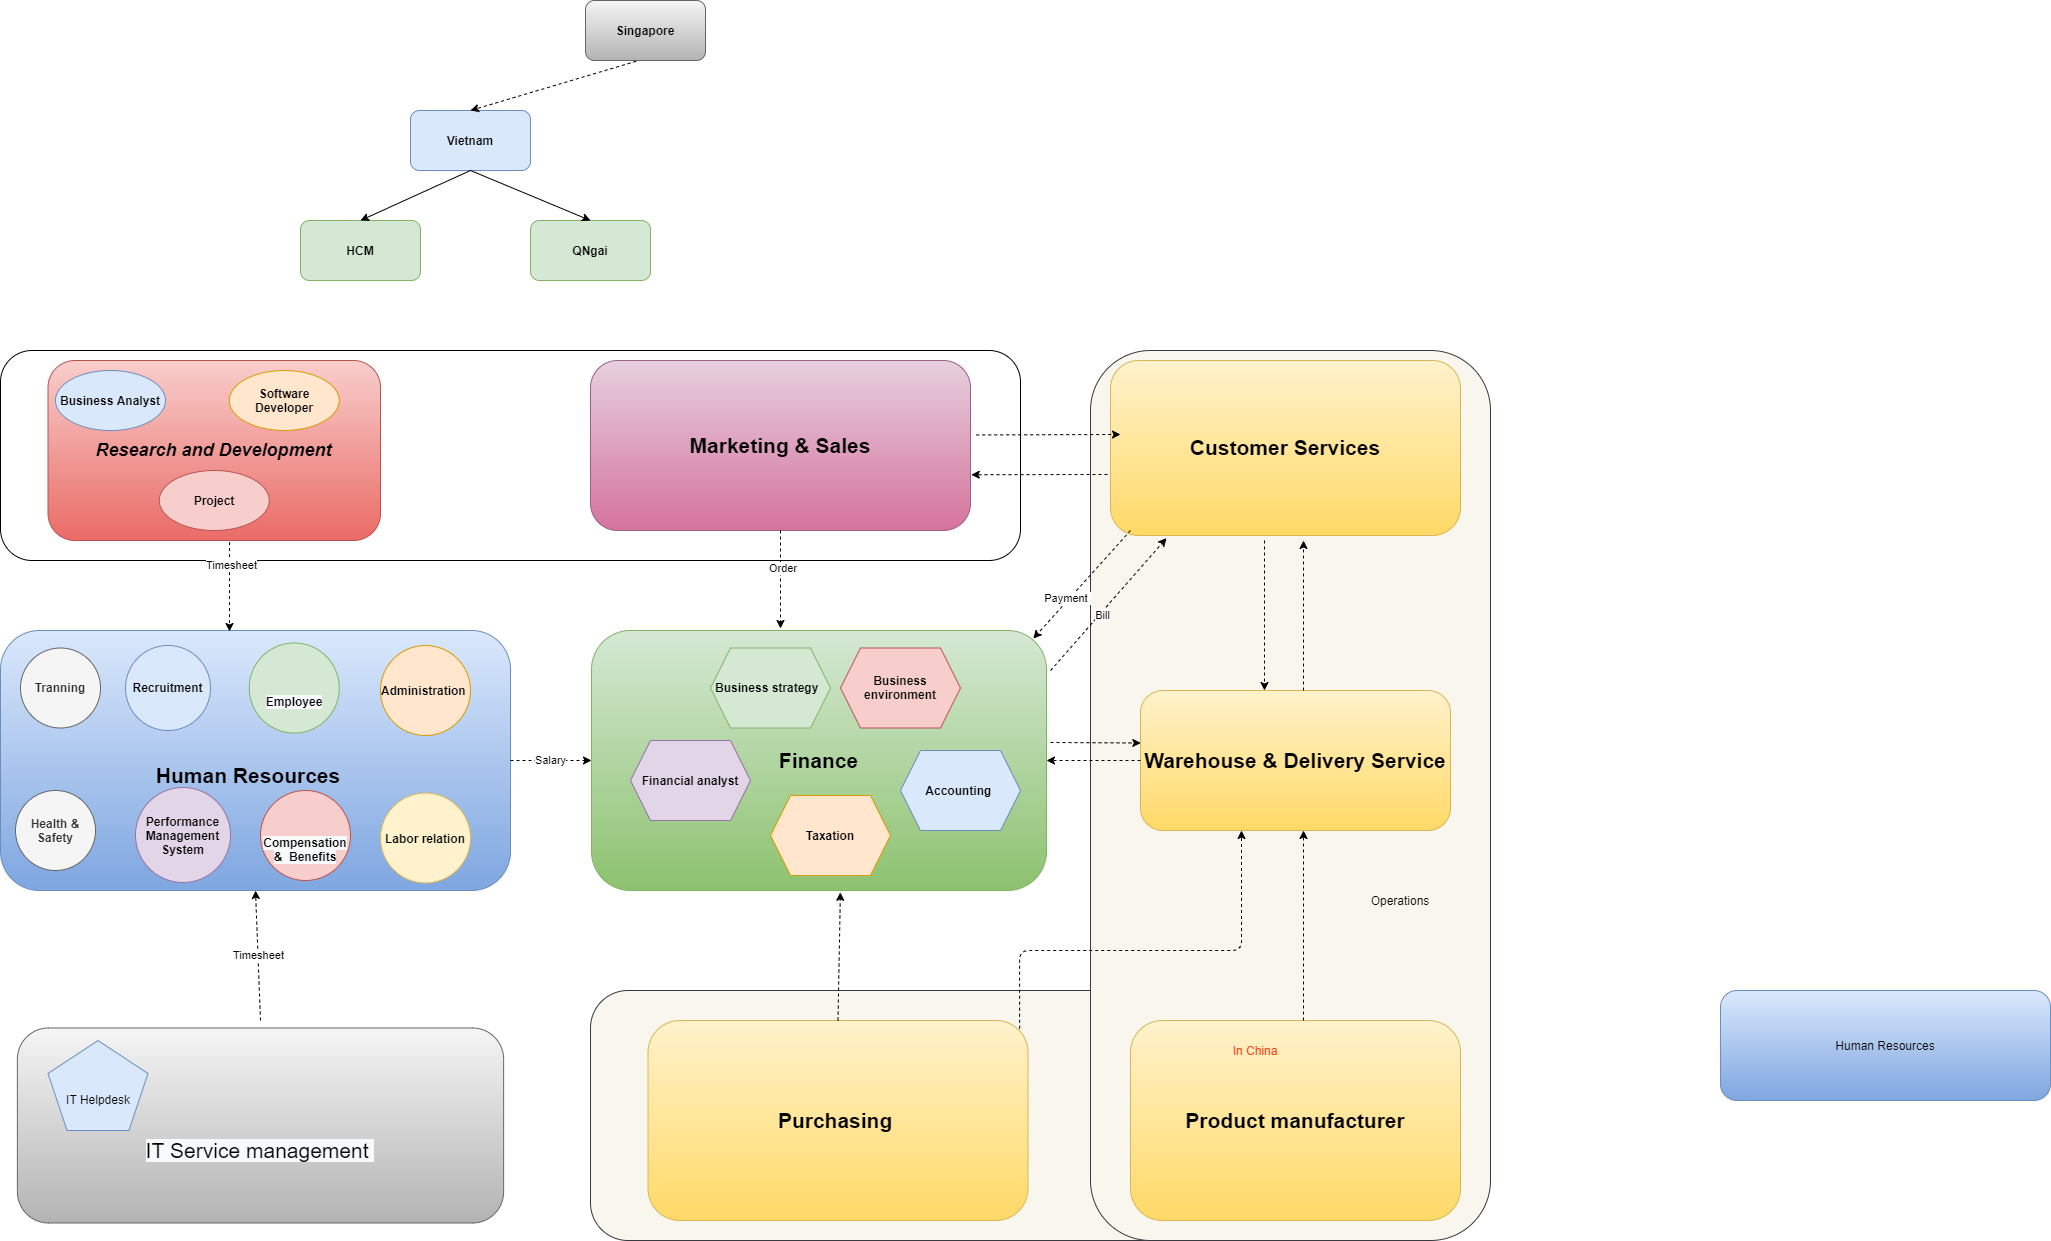 Singapore
Vietnam
HCM
QNgai
Business Analyst
Software
Developer
Research and Development
Project
Marketing & Sales
Customer Services
Timesheet
Order
Payment
Bill
Tranning
Recruitment
Employee
Administration
Human Resources
Health &
Safety
Performance
Management
System
Compensation
& Benefits
Labor relation
Salary
Business strategy
Business
environment
Finance
Financial analyst
Accounting
Taxation
Warehouse & Delivery Service
Operations
Timesheet
IT Helpdesk
IT Service management
Purchasing
In China
Product manufacturer
Human Resources